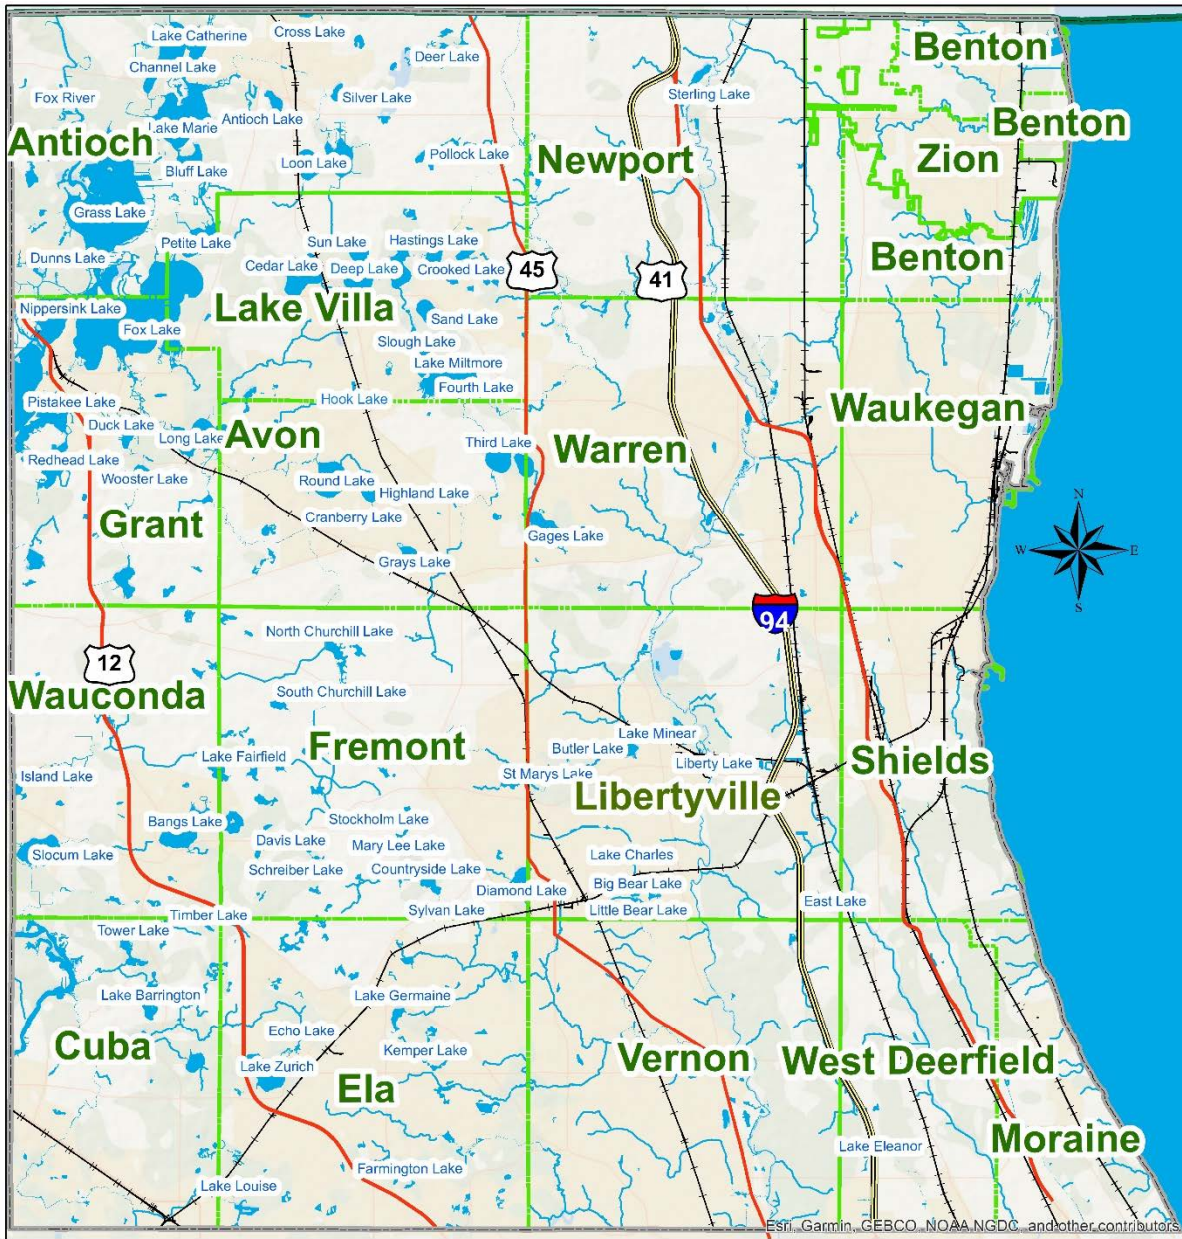 Lake Catherine
Cross Lake
Benton
Channel Lake
Deer Lake
Fox River
Silver Lake
Sterling Lake
Antioch
Lake Marie
Antioch Lake
Benton
Bluff Lake
Loon Lake
Pollock Lake
Newport
Zion
Grass Lake
Petite Lake
Sun Lake
Hastings Lake
Benton
Dunns Lake
Cedar Lake
Deep Lake
Crooked Lake
45
41
Nippersink Lake
Lake Villa
Fox Lake
Sand Lake
Slough Lake
Lake Miltmore
Fourth Lake
Pistakee Lake
Hook Lake
Waukegan
Duck Lake
Long Lake
Avon
Third Lake
Warren
Redhead Lake
Wooster Lake
Round Lake
Highland Lake
N
Grant
Cranberry Lake
Gages Lake
W
E
Grays Lake
S
94
North Churchill Lake
12
Wauconda
South Churchill Lake
Fremont
Lake Minear
Lake Fairfield
Butler Lake
Liberty Lake
Shields
Island Lake
St Marys Lake
Libertyville
Bangs Lake
Stockholm Lake
Davis Lake
Mary Lee Lake
Slocum Lake
Schreiber Lake
Countryside Lake
Lake Charles
Diamond Lake
Big Bear Lake
East Lake
Timber Lake
Sylvan Lake
Little Bear Lake
Tower Lake
Lake Barrington
Lake Germaine
Cuba
Echo Lake
Kemper Lake
Vernon
West Deerfield
Lake Zurich
Ela
Moraine
Lake Eleanor
Farmington Lake
Lake Louise
Esri, Garmin, GEBCO, NOAA NGDC, and other contributors